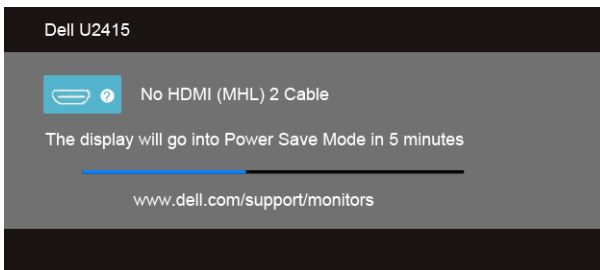 Dell U2415
? No HDMI (MHL) 2 Cable
The display will go into Power Save Mode in 5 minutes
www.dell.com/support/monitors